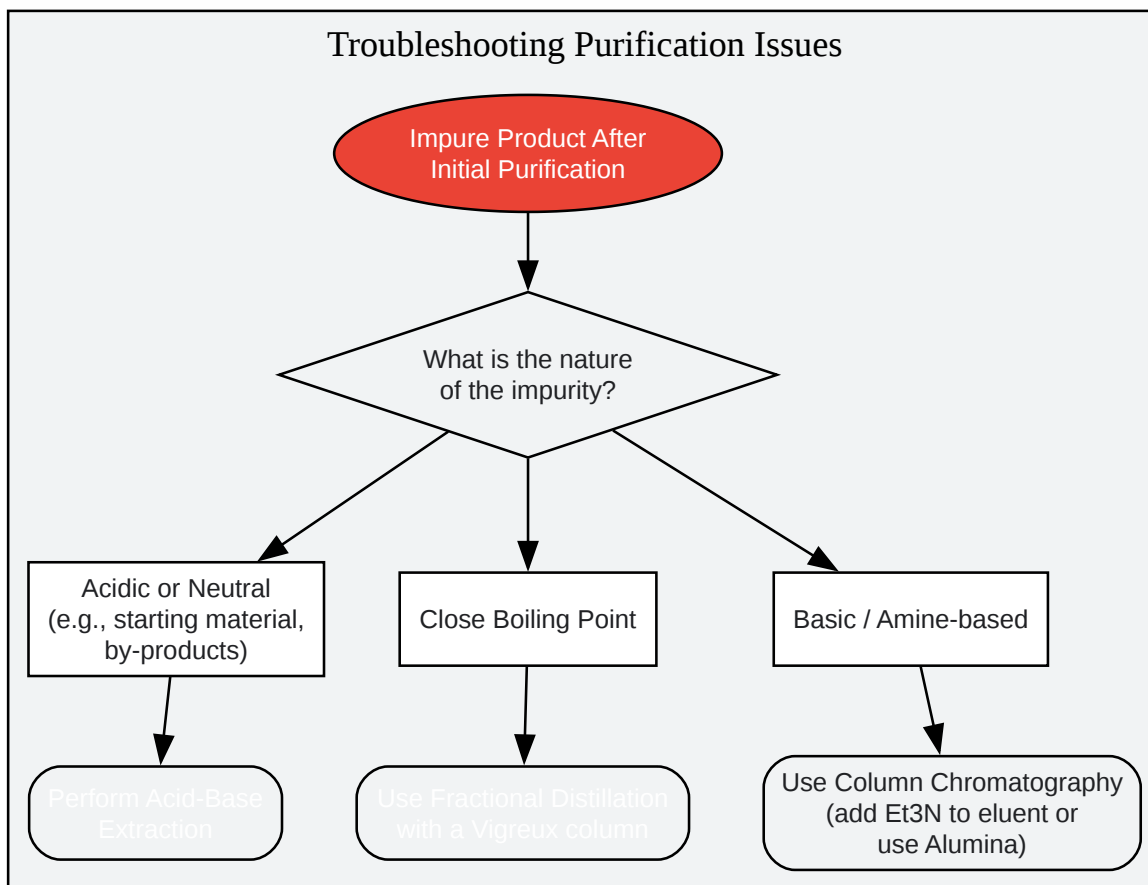 Troubleshooting Purification Issues
Impure Product After
Initial Purification
What is the nature
of the impurity?
Acidic or Neutral
(e.g., starting material,
by-products)
Close Boiling Point
Basic / Amine-based
Perform Acid-Base
Extraction
Use Fractional Distillation
with a Vigreux column
Use Column Chromatography
(add Et3N to eluent or
use Alumina)